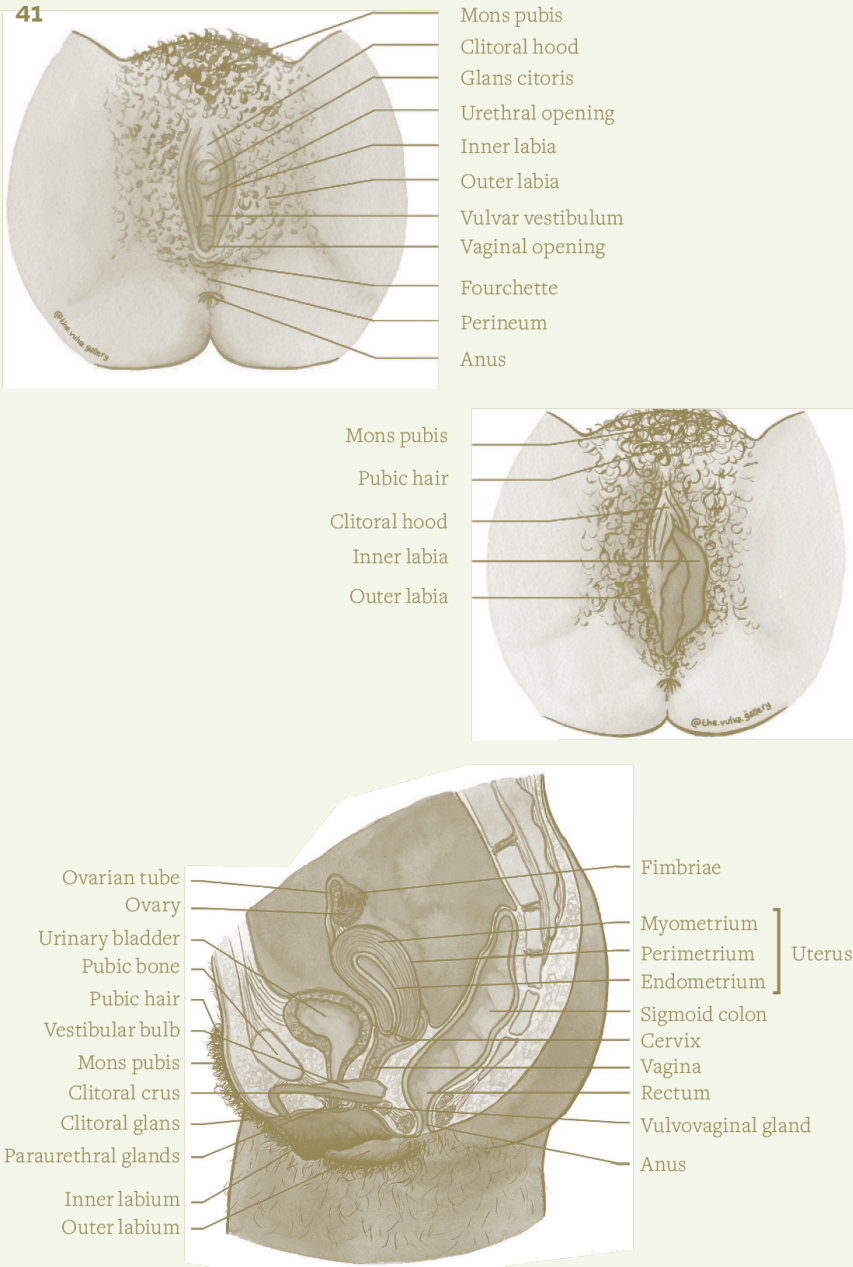 41
Mons pubis
Clitoral hood
Glans citoris
Urethral opening
Inner labia
Outer labia
Vulvar vestibulum
Vaginal opening
Fourchette
Perineum
Anus
@the.vulva.gallery
Mons pubis
Pubic hair
Clitoral hood
Inner labia
Outer labia
@the.vulva.gallery
Ovarian tube
Ovary
Urinary bladder
Pubic bone
Pubic hair
Vestibular bulb
Mons pubis
Clitoral crus
Clitoral glans
Paraurethral glands
Inner labium
Outer labium
Fimbriae
Myometrium
Perimetrium
Endometrium
Uterus
Sigmoid colon
Cervix
Vagina
Rectum
Vulvovaginal gland
Anus